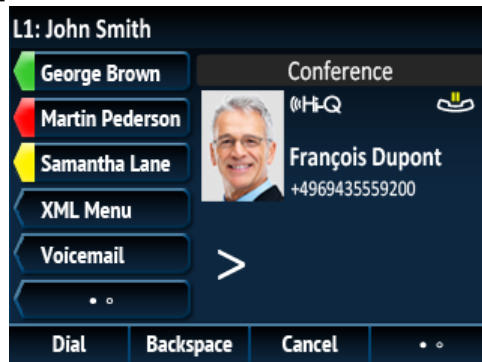 L1: John Smith
George Brown
Conference
Martin Pederson
Hi-Q
Samantha Lane
François Dupont
+4969435559200
XML Menu
Voicemail
>
Dial
Backspace
Cancel